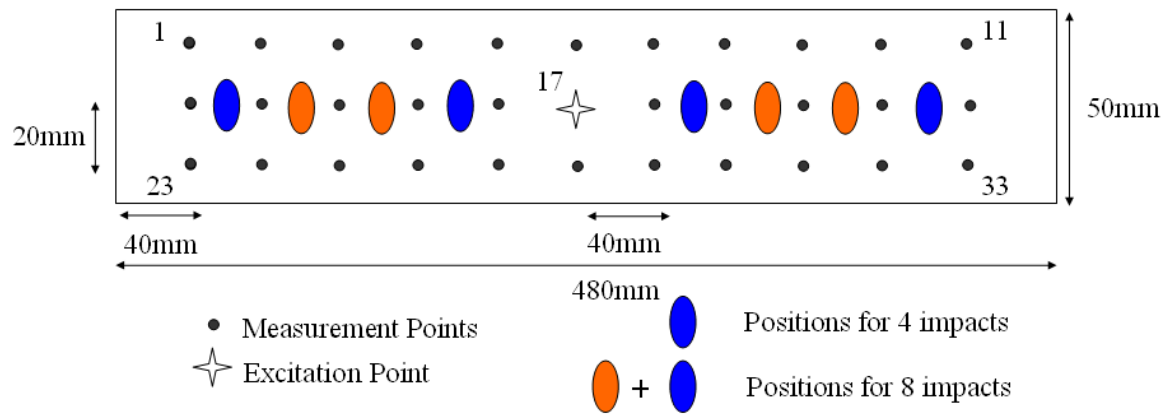 1
11
17
50mm
20mm
23
33
40mm
40mm
480mm
Measurement Points
Positions for 4 impacts
Excitation Point
+
Positions for 8 impacts